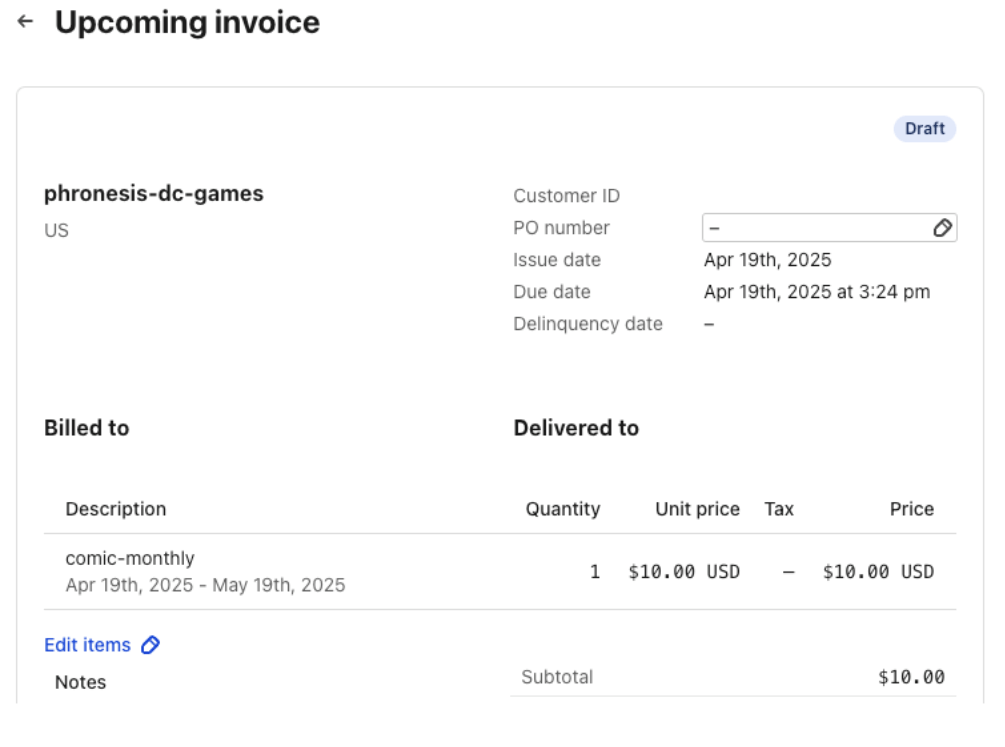 ← Upcoming invoice
Draft
phronesis-dc-games
US
Customer ID
PO number –
Issue date Apr 19th, 2025
Due date Apr 19th, 2025 at 3:24 pm
Delinquency date –
Billed to
Delivered to
Description Quantity Unit price Tax Price
comic-monthly
Apr 19th, 2025 - May 19th, 2025
1 $10.00 USD – $10.00 USD
Edit items
Notes
Subtotal $10.00